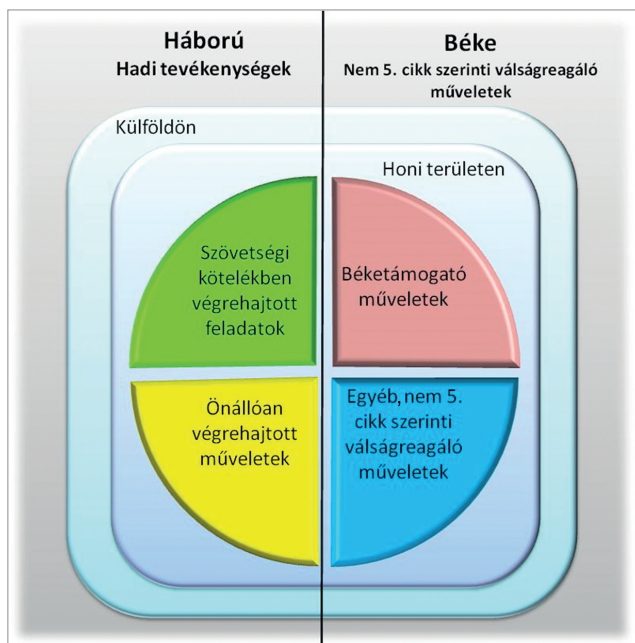 Háború
Hadi tevékenységek
Béke
Nem 5. cikk szerinti válságreagáló
műveletek
Külföldön
Honi területen
Szövetségi
kötelékben
végrehajtott
feladatok
Béketámogató
műveletek
Önállóan
végrehajtott
műveletek
Egyéb, nem 5.
cikk szerinti
válságreagáló
műveletek